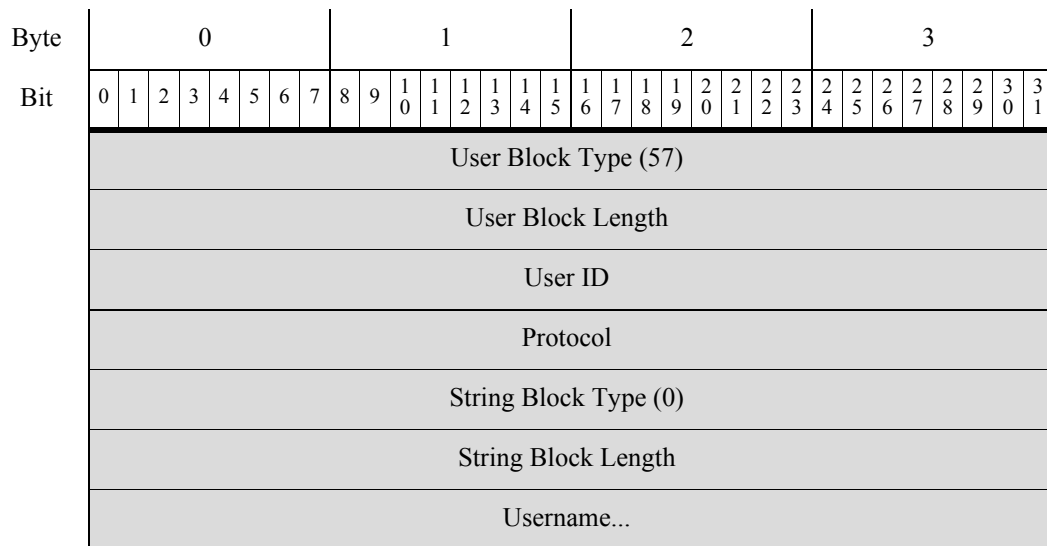 Byte 0 1 2 3
Bit 0 1 2 3 4 5 6 7 8 9 10 11 12 13 14 15 16 17 18 19 20 21 22 23 24 25 26 27 28 29 30 31
User Block Type (57)
User Block Length
User ID
Protocol
String Block Type (0)
String Block Length
Username...